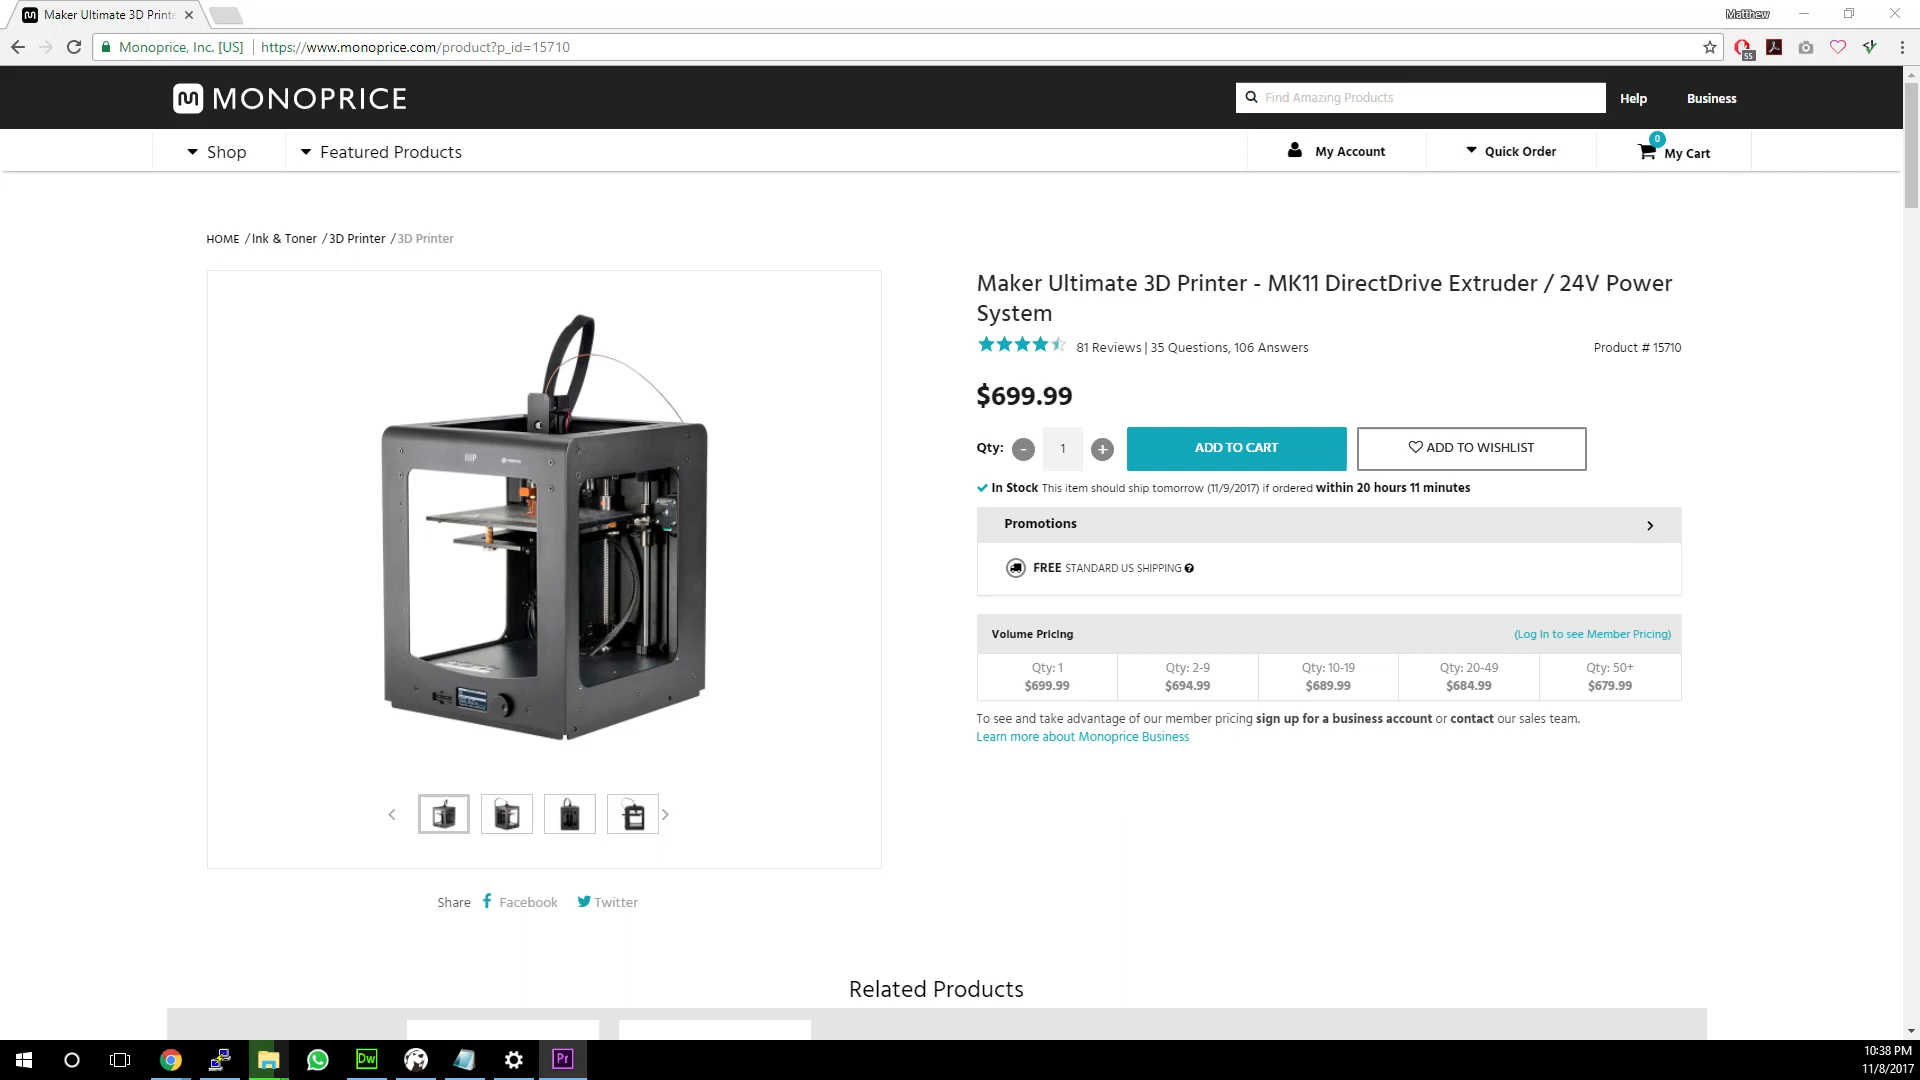 Maker Ultimate 3D Printe
Matthew
Monoprice, Inc. [US]
https://www.monoprice.com/product?p_id=15710
55
MONOPRICE
Find Amazing Products
Help
Business
Shop
Featured Products
My Account
Quick Order
0
My Cart
HOME /Ink & Toner /3D Printer /3D Printer
Maker Ultimate 3D Printer - MK11 DirectDrive Extruder / 24V Power
System
81 Reviews | 35 Questions, 106 Answers
Product # 15710
$699.99
Qty: - 1 +
ADD TO CART
ADD TO WISHLIST
In Stock This item should ship tomorrow (11/9/2017) if ordered within 20 hours 11 minutes
Promotions
FREE STANDARD US SHIPPING
Volume Pricing
(Log In to see Member Pricing)
Qty: 1
$699.99
Qty: 2-9
$694.99
Qty: 10-19
$689.99
Qty: 20-49
$684.99
Qty: 50+
$679.99
To see and take advantage of our member pricing sign up for a business account or contact our sales team.
Learn more about Monoprice Business
Share Facebook Twitter
Related Products
Dw
Pr
10:38 PM
11/8/2017